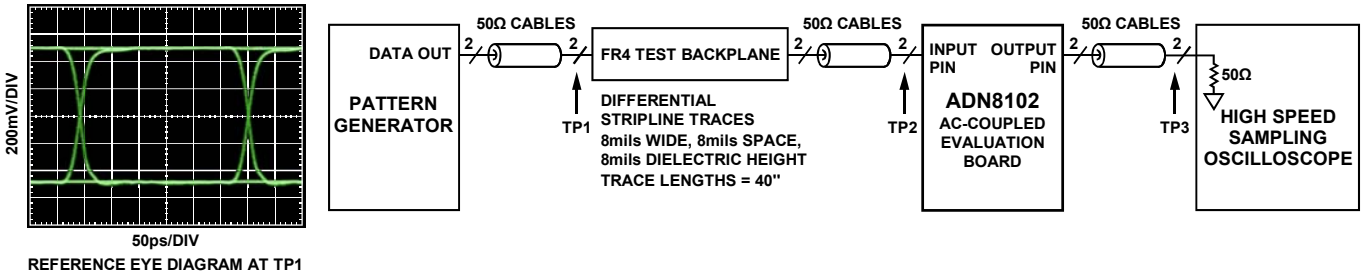 200mV/DIV
50ps/DIV
REFERENCE EYE DIAGRAM AT TP1
DATA OUT
PATTERN
GENERATOR
50Ω CABLES
2
2
TP1
FR4 TEST BACKPLANE
DIFFERENTIAL
STRIPLINE TRACES
8mils WIDE, 8mils SPACE,
8mils DIELECTRIC HEIGHT
TRACE LENGTHS = 40"
50Ω CABLES
2
2
TP2
INPUT OUTPUT
PIN PIN
ADN8102
AC-COUPLED
EVALUATION
BOARD
50Ω CABLES
2
2
TP3
50Ω
HIGH SPEED
SAMPLING
OSCILLOSCOPE